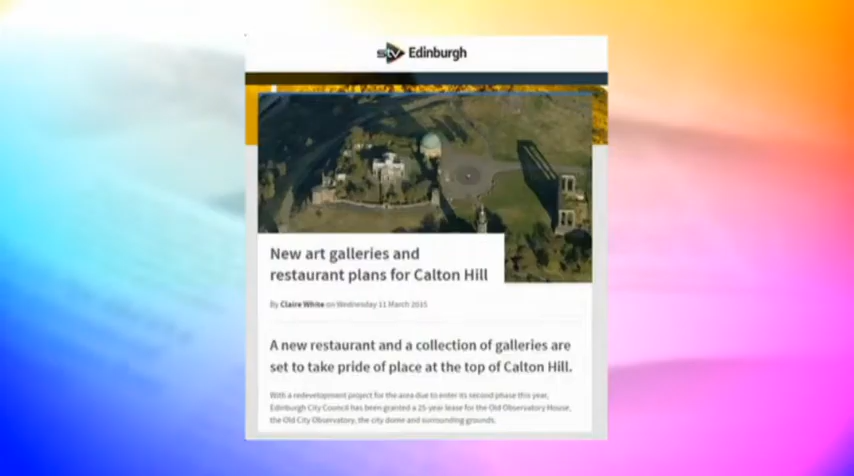 stv Edinburgh
New art galleries and
restaurant plans for Calton Hill
By Claire White on Wednesday 11 March 2015
A new restaurant and a collection of galleries are
set to take pride of place at the top of Calton Hill.
With a redevelopment project for the area due to enter its second phase this year,
Edinburgh City Council has been granted a 25-year lease for the Old Observatory House,
the Old City Observatory, the city dome and surrounding grounds.